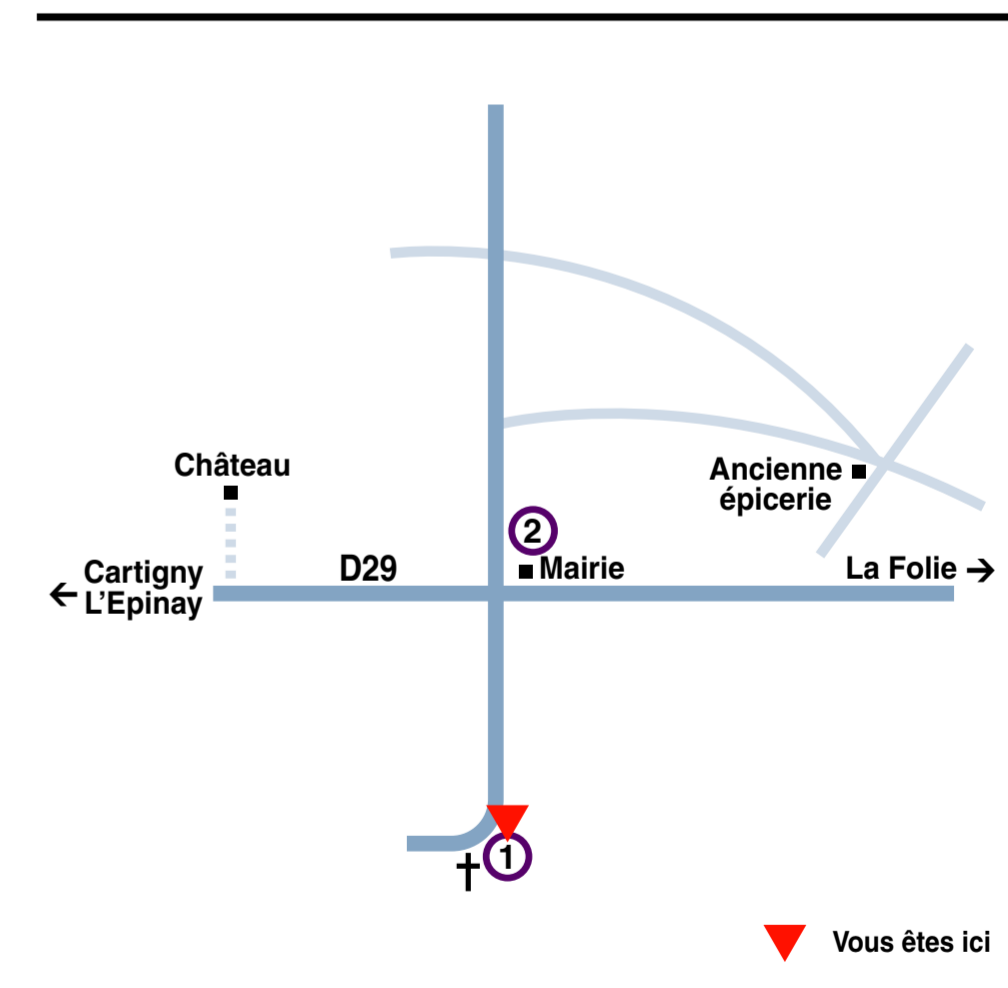 Château
Ancienne
épicerie
2
Cartigny
L’Epinay
D29
Mairie
La Folie
1
Vous êtes ici